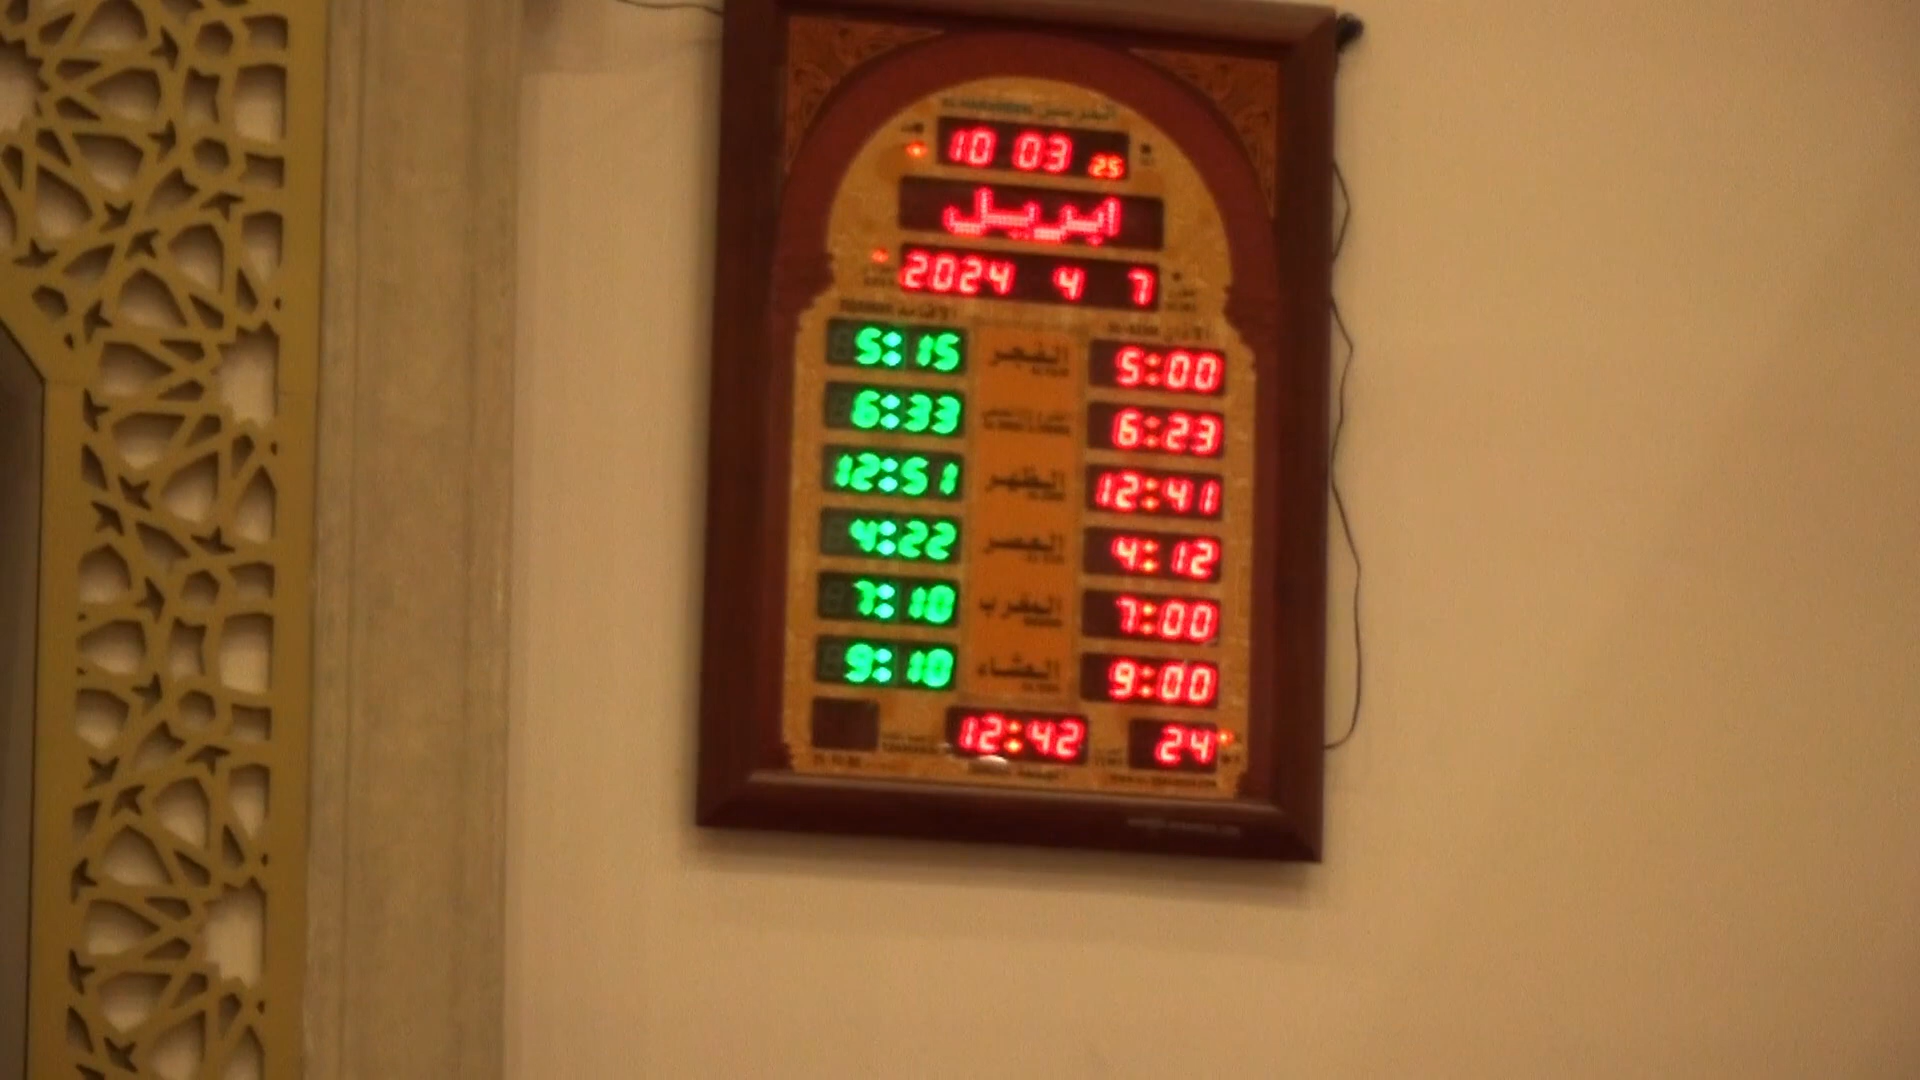 10 03 25
ابريل
2024 4 7
الإقامة الأذان
5:15 الفجر 5:00
6:33 6:23
12:51 الظهر 12:41
4:22 العصر 4:12
7:10 المغرب 7:00
9:10 العشاء 9:00
12:42 24